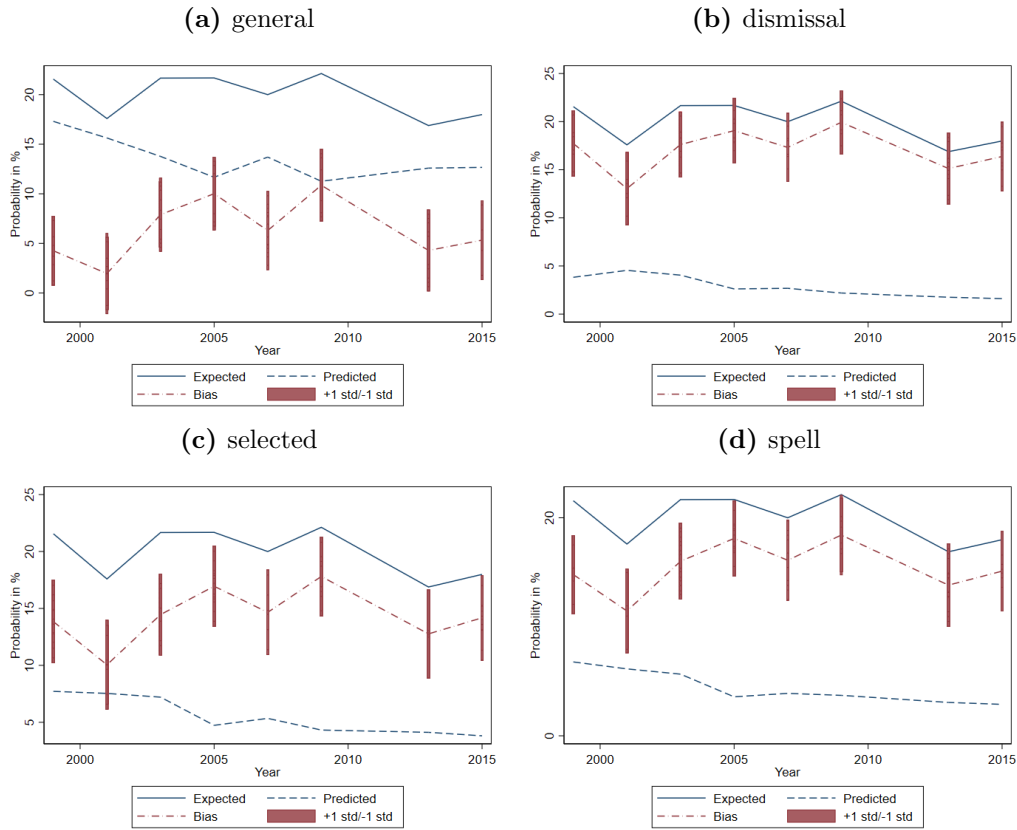 (a) general
Probability in %
20
15
10
5
0
2000 2005 2010 2015
Year
Expected Predicted
Bias +1 std/-1 std
(b) dismissal
Probability in %
25
20
15
10
5
0
2000 2005 2010 2015
Year
Expected Predicted
Bias +1 std/-1 std
(c) selected
Probability in %
25
20
15
10
5
2000 2005 2010 2015
Year
Expected Predicted
Bias +1 std/-1 std
(d) spell
Probability in %
20
0
2000 2005 2010 2015
Year
Expected Predicted
Bias +1 std/-1 std